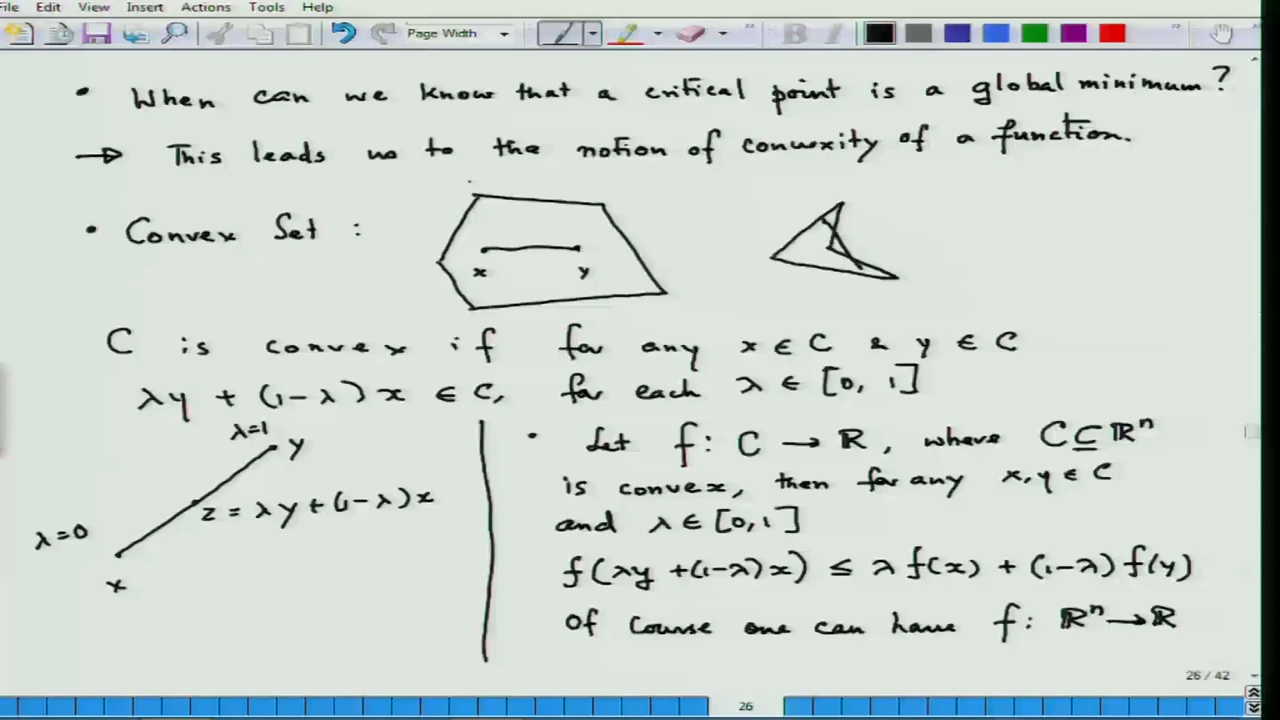 File Edit View Insert Actions Tools Help
Page Width
• When can we know that a critical point is a global minimum?
→ This leads us to the notion of convexity of a function.
• Convex Set :
x y
C is convex if for any x ∈ C & y ∈ C
λy + (1-λ)x ∈ C, for each λ ∈ [0, 1]
λ=1
y
z = λy + (1-λ)x
λ=0
x
• Let f: C → ℝ, where C ⊆ ℝⁿ
is convex, then for any x, y ∈ C
and λ ∈ [0, 1]
f(λy + (1-λ)x) ≤ λ f(x) + (1-λ) f(y)
Of course one can have f: ℝⁿ → ℝ
26 / 42
26